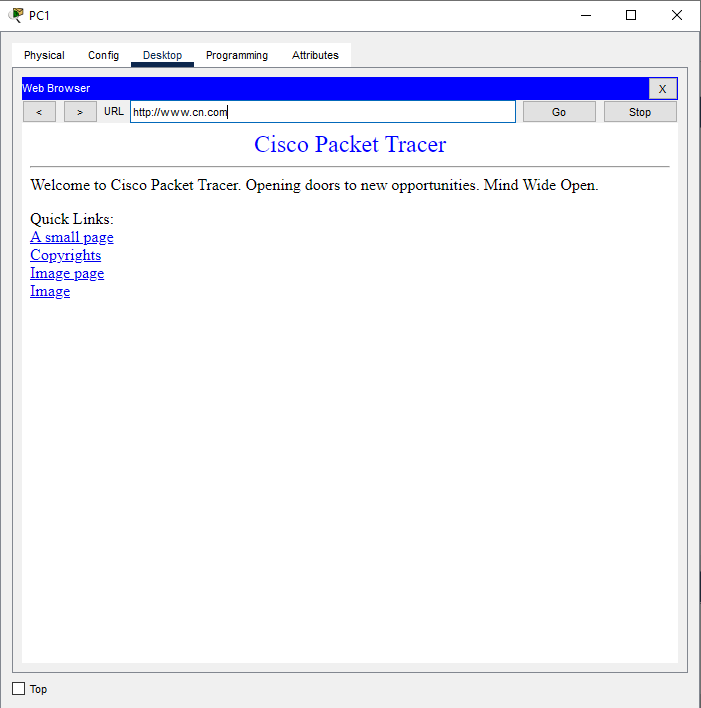 PC1
Physical Config Desktop Programming Attributes
Web Browser X
< > URL http://www.cn.com Go Stop
Cisco Packet Tracer
Welcome to Cisco Packet Tracer. Opening doors to new opportunities. Mind Wide Open.
Quick Links:
A small page
Copyrights
Image page
Image
Top